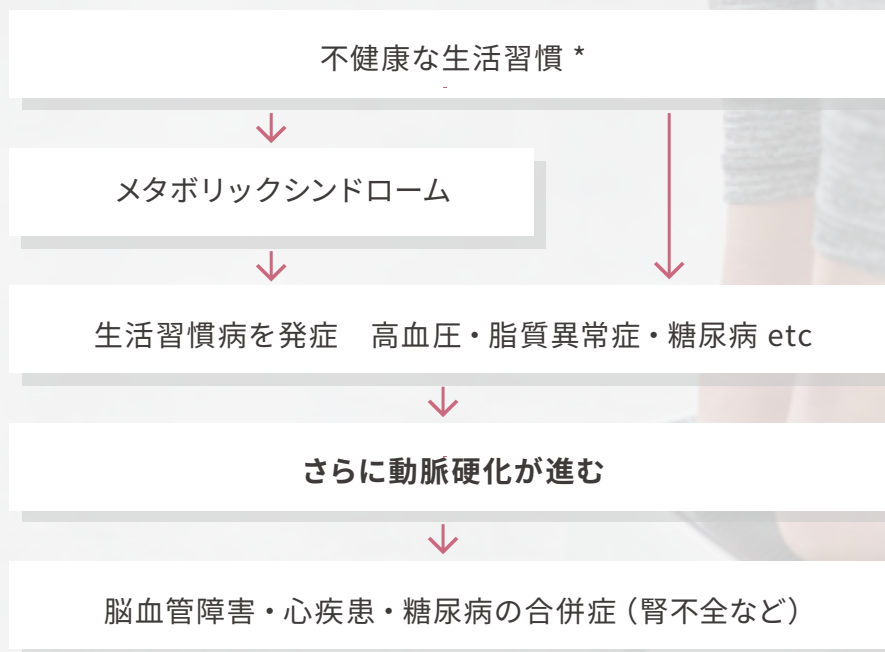 不健康な生活習慣 *
メタボリックシンドローム
生活習慣病を発症　高血圧・脂質異常症・糖尿病 etc
さらに動脈硬化が進む
脳血管障害・心疾患・糖尿病の合併症（腎不全など）